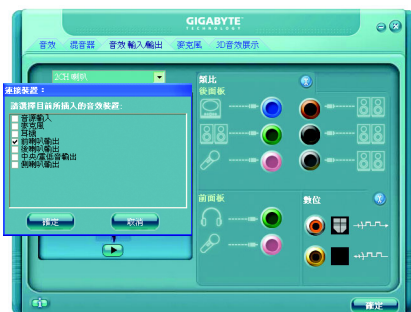 GIGABYTE
TECHNOLOGY
音效 混音器 音效輸入/輸出 麥克風 3D音效展示
2CH 喇叭
連接裝置：
請選擇目前所插入的音效裝置:
音源輸入
麥克風
耳機
前喇叭輸出
後喇叭輸出
中央/重低音輸出
側喇叭輸出
確定 取消
類比
後面板
前面板
數位
確定